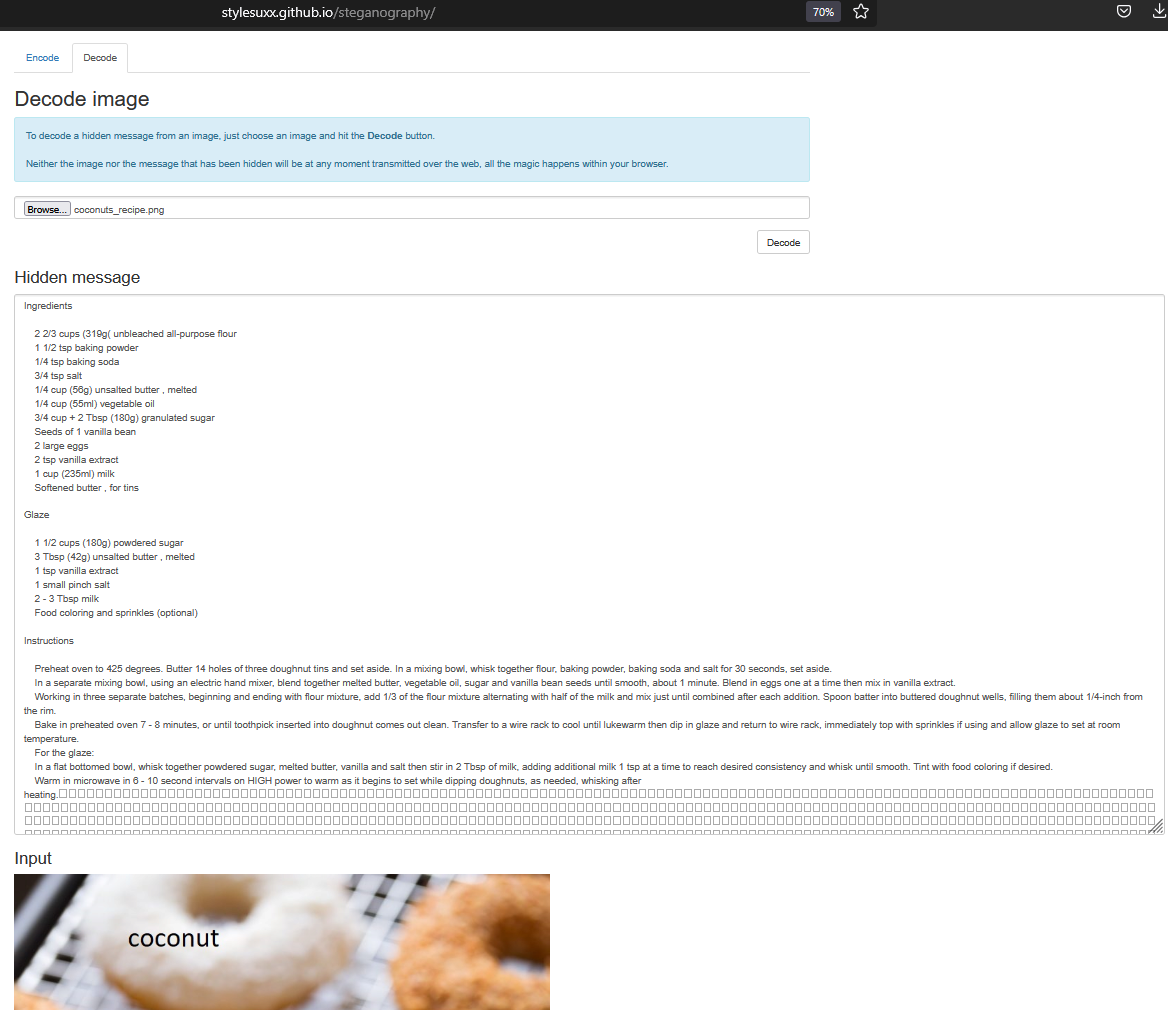 stylesuxx.github.io/steganography/
70%
Encode
Decode
Decode image
To decode a hidden message from an image, just choose an image and hit the Decode button.
Neither the image nor the message that has been hidden will be at any moment transmitted over the web, all the magic happens within your browser.
Browse... coconuts_recipe.png
Decode
Hidden message
Ingredients
2 2/3 cups (319g( unbleached all-purpose flour
1 1/2 tsp baking powder
1/4 tsp baking soda
3/4 tsp salt
1/4 cup (56g) unsalted butter , melted
1/4 cup (55ml) vegetable oil
3/4 cup + 2 Tbsp (180g) granulated sugar
Seeds of 1 vanilla bean
2 large eggs
2 tsp vanilla extract
1 cup (235ml) milk
Softened butter , for tins
Glaze
1 1/2 cups (180g) powdered sugar
3 Tbsp (42g) unsalted butter , melted
1 tsp vanilla extract
1 small pinch salt
2 - 3 Tbsp milk
Food coloring and sprinkles (optional)
Instructions
Preheat oven to 425 degrees. Butter 14 holes of three doughnut tins and set aside. In a mixing bowl, whisk together flour, baking powder, baking soda and salt for 30 seconds, set aside.
In a separate mixing bowl, using an electric hand mixer, blend together melted butter, vegetable oil, sugar and vanilla bean seeds until smooth, about 1 minute. Blend in eggs one at a time then mix in vanilla extract.
Working in three separate batches, beginning and ending with flour mixture, add 1/3 of the flour mixture alternating with half of the milk and mix just until combined after each addition. Spoon batter into buttered doughnut wells, filling them about 1/4-inch from
the rim.
Bake in preheated oven 7 - 8 minutes, or until toothpick inserted into doughnut comes out clean. Transfer to a wire rack to cool until lukewarm then dip in glaze and return to wire rack, immediately top with sprinkles if using and allow glaze to set at room
temperature.
For the glaze:
In a flat bottomed bowl, whisk together powdered sugar, melted butter, vanilla and salt then stir in 2 Tbsp of milk, adding additional milk 1 tsp at a time to reach desired consistency and whisk until smooth. Tint with food coloring if desired.
Warm in microwave in 6 - 10 second intervals on HIGH power to warm as it begins to set while dipping doughnuts, as needed, whisking after
heating.
Input
coconut